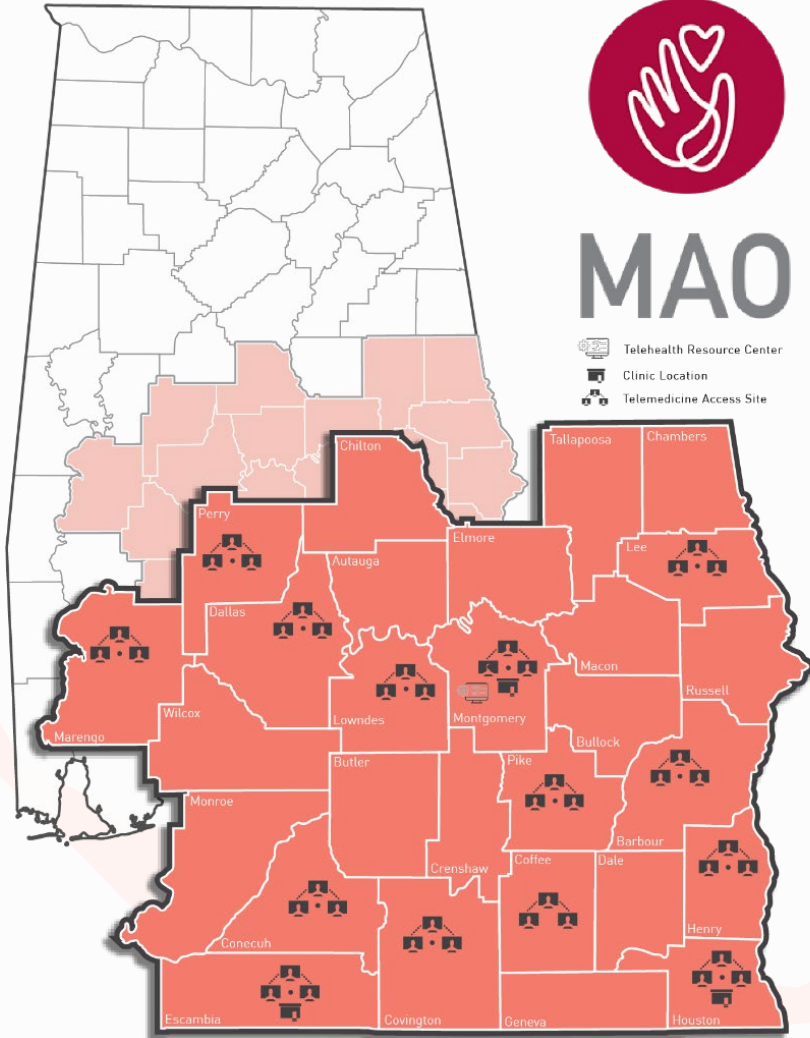 MAO
Telehealth Resource Center
Clinic Location
Telemedicine Access Site
Tallapoosa
Chambers
Chilton
Perry
Elmore
Lee
Autauga
Dallas
Macon
Russell
Wilcox
Lowndes
Montgomery
Marengo
Bullock
Butler
Pike
Monroe
Barbour
Crenshaw
Coffee
Dale
Henry
Conecuh
Escambia
Covington
Geneva
Houston